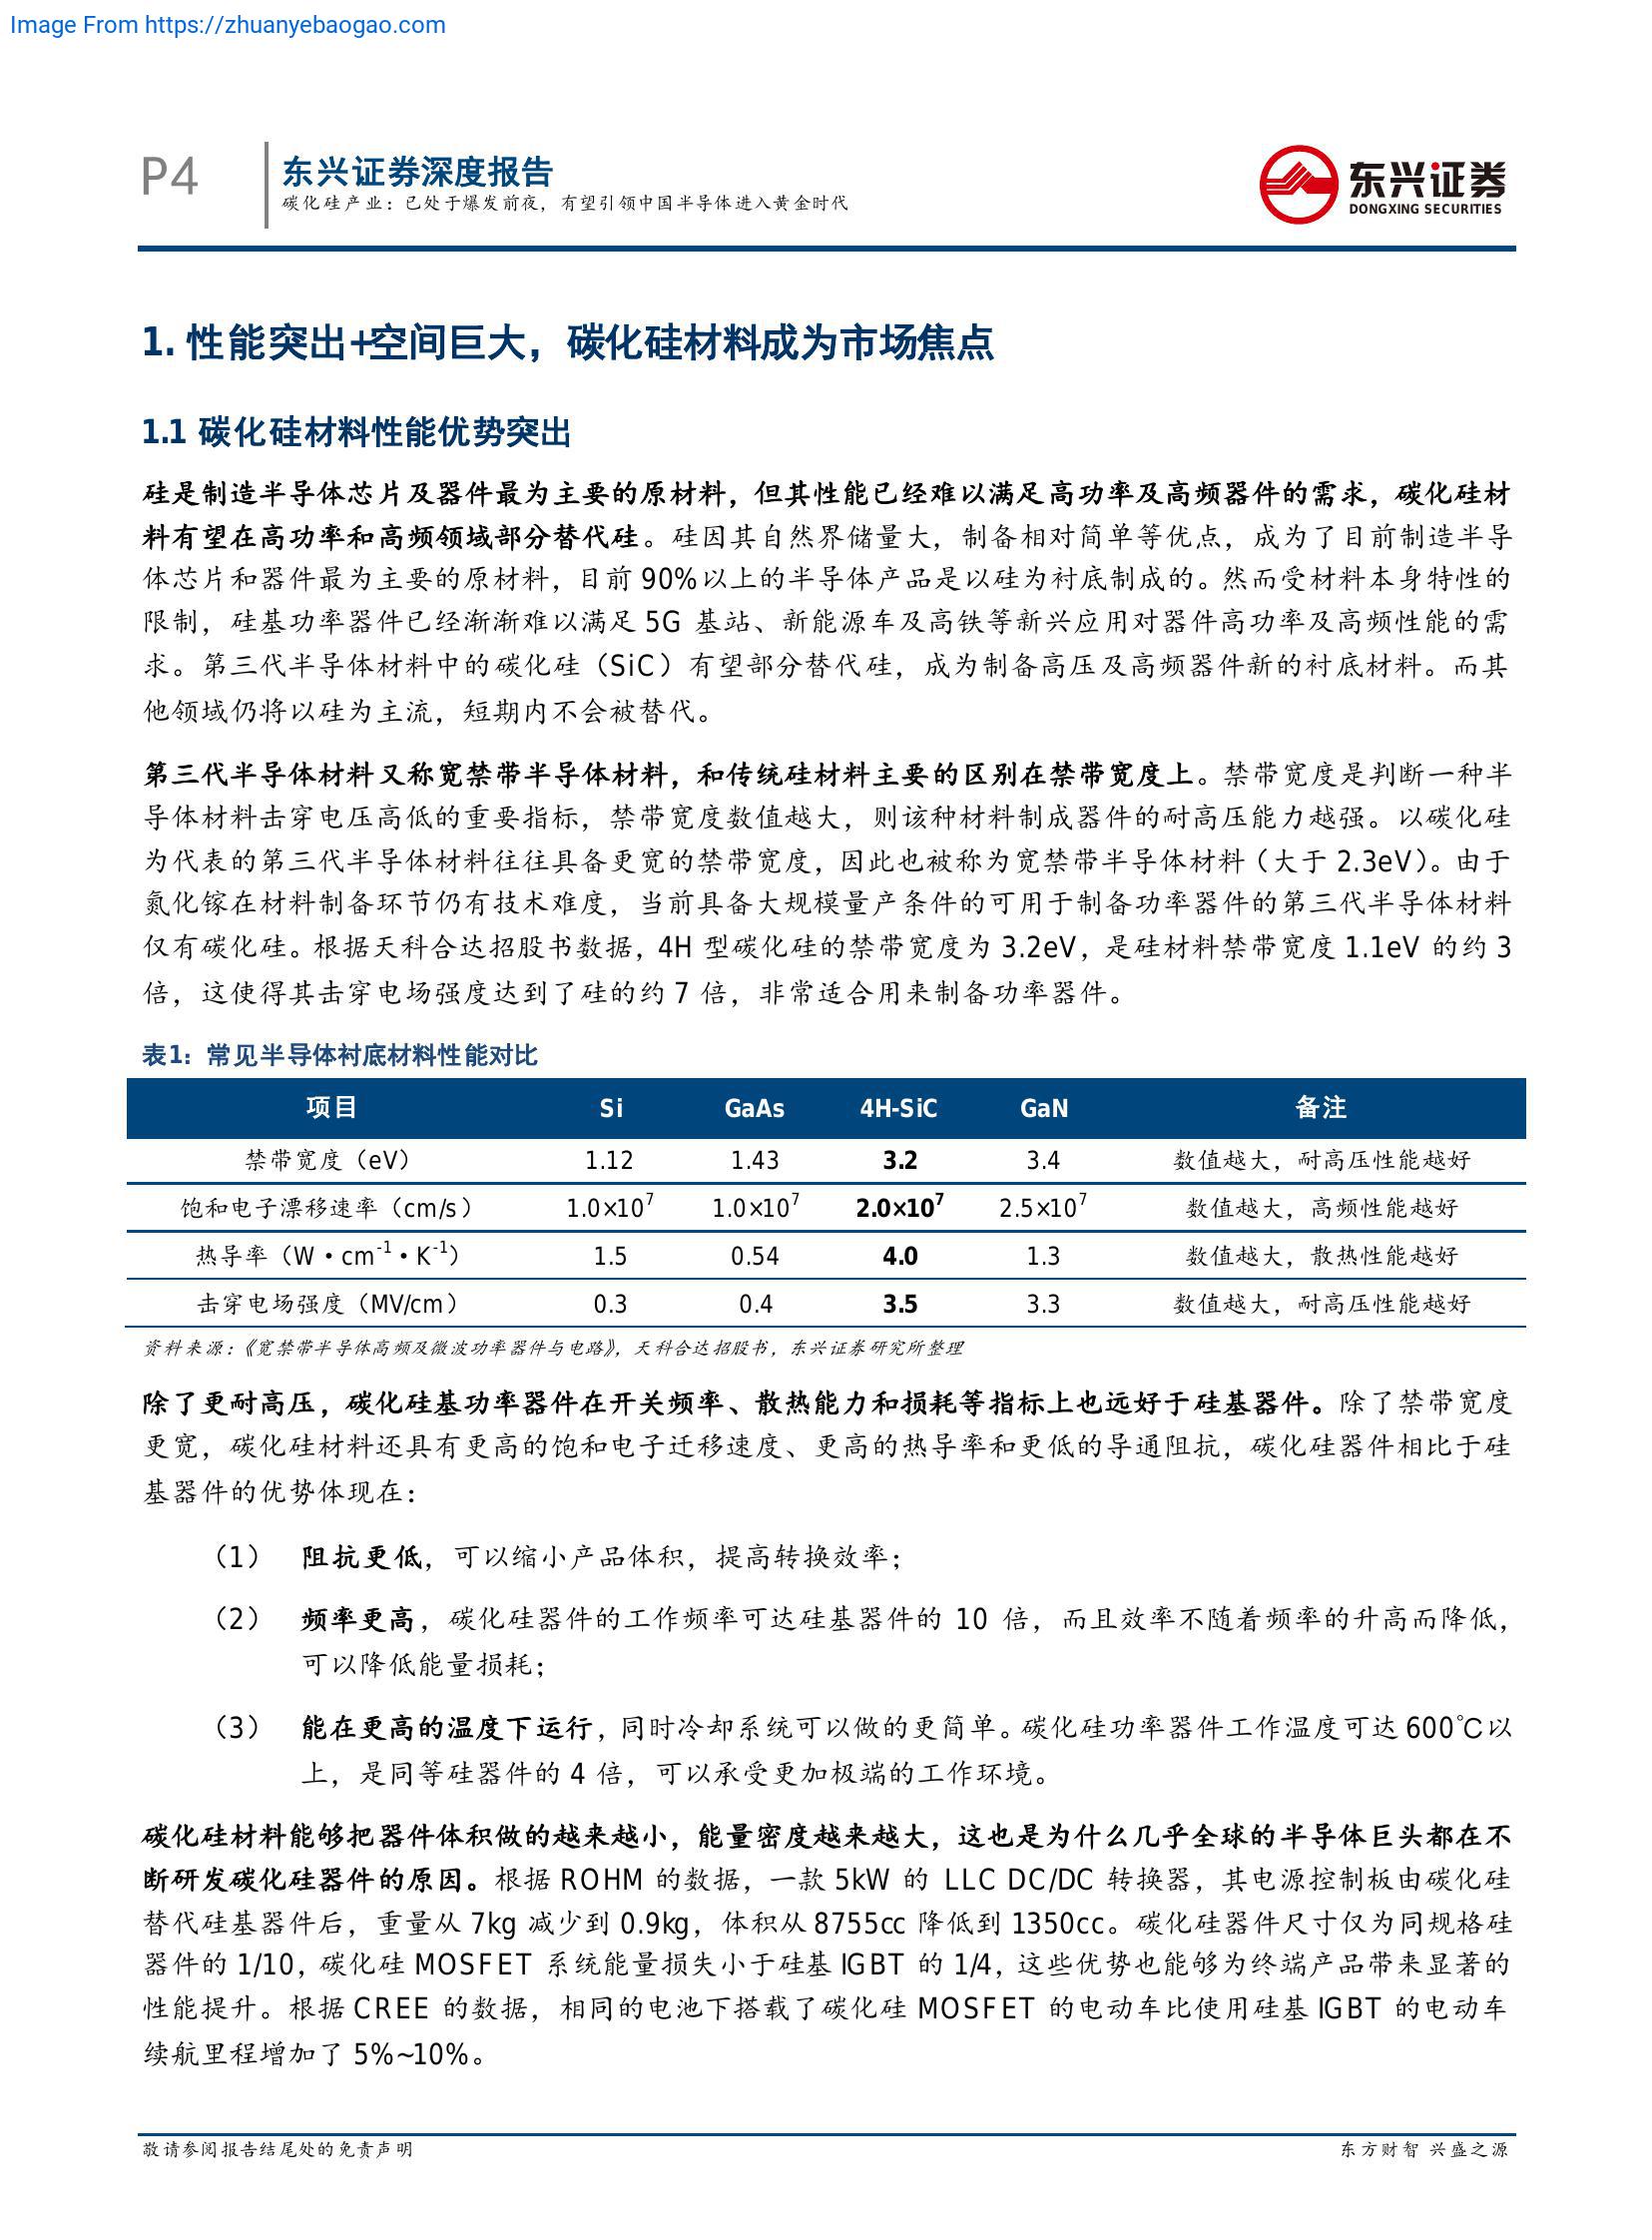 Image From https://zhuanyebaogao.com
P4
东兴证券深度报告
碳化硅产业：已处于爆发前夜，有望引领中国半导体进入黄金时代
东兴证券
DONGXING SECURITIES
1. 性能突出+空间巨大，碳化硅材料成为市场焦点
1.1 碳化硅材料性能优势突出
硅是制造半导体芯片及器件最为主要的原材料，但其性能已经难以满足高功率及高频器件的需求，碳化硅材
料有望在高功率和高频领域部分替代硅。硅因其自然界储量大，制备相对简单等优点，成为了目前制造半导
体芯片和器件最为主要的原材料，目前 90%以上的半导体产品是以硅为衬底制成的。然而受材料本身特性的
限制，硅基功率器件已经渐渐难以满足 5G 基站、新能源车及高铁等新兴应用对器件高功率及高频性能的需
求。第三代半导体材料中的碳化硅（SiC）有望部分替代硅，成为制备高压及高频器件新的衬底材料。而其
他领域仍将以硅为主流，短期内不会被替代。
第三代半导体材料又称宽禁带半导体材料，和传统硅材料主要的区别在禁带宽度上。禁带宽度是判断一种半
导体材料击穿电压高低的重要指标，禁带宽度数值越大，则该种材料制成器件的耐高压能力越强。以碳化硅
为代表的第三代半导体材料往往具备更宽的禁带宽度，因此也被称为宽禁带半导体材料（大于 2.3eV）。由于
氮化镓在材料制备环节仍有技术难度，当前具备大规模量产条件的可用于制备功率器件的第三代半导体材料
仅有碳化硅。根据天科合达招股书数据，4H 型碳化硅的禁带宽度为 3.2eV，是硅材料禁带宽度 1.1eV 的约 3
倍，这使得其击穿电场强度达到了硅的约 7 倍，非常适合用来制备功率器件。
表1：常见半导体衬底材料性能对比
项目 Si GaAs 4H-SiC GaN 备注
禁带宽度（eV） 1.12 1.43 3.2 3.4 数值越大，耐高压性能越好
饱和电子漂移速率（cm/s） 1.0×10⁷ 1.0×10⁷ 2.0×10⁷ 2.5×10⁷ 数值越大，高频性能越好
热导率（W·cm⁻¹·K⁻¹） 1.5 0.54 4.0 1.3 数值越大，散热性能越好
击穿电场强度（MV/cm） 0.3 0.4 3.5 3.3 数值越大，耐高压性能越好
资料来源：《宽禁带半导体高频及微波功率器件与电路》，天科合达招股书，东兴证券研究所整理
除了更耐高压，碳化硅基功率器件在开关频率、散热能力和损耗等指标上也远好于硅基器件。除了禁带宽度
更宽，碳化硅材料还具有更高的饱和电子迁移速度、更高的热导率和更低的导通阻抗，碳化硅器件相比于硅
基器件的优势体现在：
（1） 阻抗更低，可以缩小产品体积，提高转换效率；
（2） 频率更高，碳化硅器件的工作频率可达硅基器件的 10 倍，而且效率不随着频率的升高而降低，
可以降低能量损耗；
（3） 能在更高的温度下运行，同时冷却系统可以做的更简单。碳化硅功率器件工作温度可达 600℃以
上，是同等硅器件的 4 倍，可以承受更加极端的工作环境。
碳化硅材料能够把器件体积做的越来越小，能量密度越来越大，这也是为什么几乎全球的半导体巨头都在不
断研发碳化硅器件的原因。根据 ROHM 的数据，一款 5kW 的 LLC DC/DC 转换器，其电源控制板由碳化硅
替代硅基器件后，重量从 7kg 减少到 0.9kg，体积从 8755cc 降低到 1350cc。碳化硅器件尺寸仅为同规格硅
器件的 1/10，碳化硅 MOSFET 系统能量损失小于硅基 IGBT 的 1/4，这些优势也能够为终端产品带来显著的
性能提升。根据 CREE 的数据，相同的电池下搭载了碳化硅 MOSFET 的电动车比使用硅基 IGBT 的电动车
续航里程增加了 5%~10%。
敬请参阅报告结尾处的免责声明
东方财智 兴盛之源